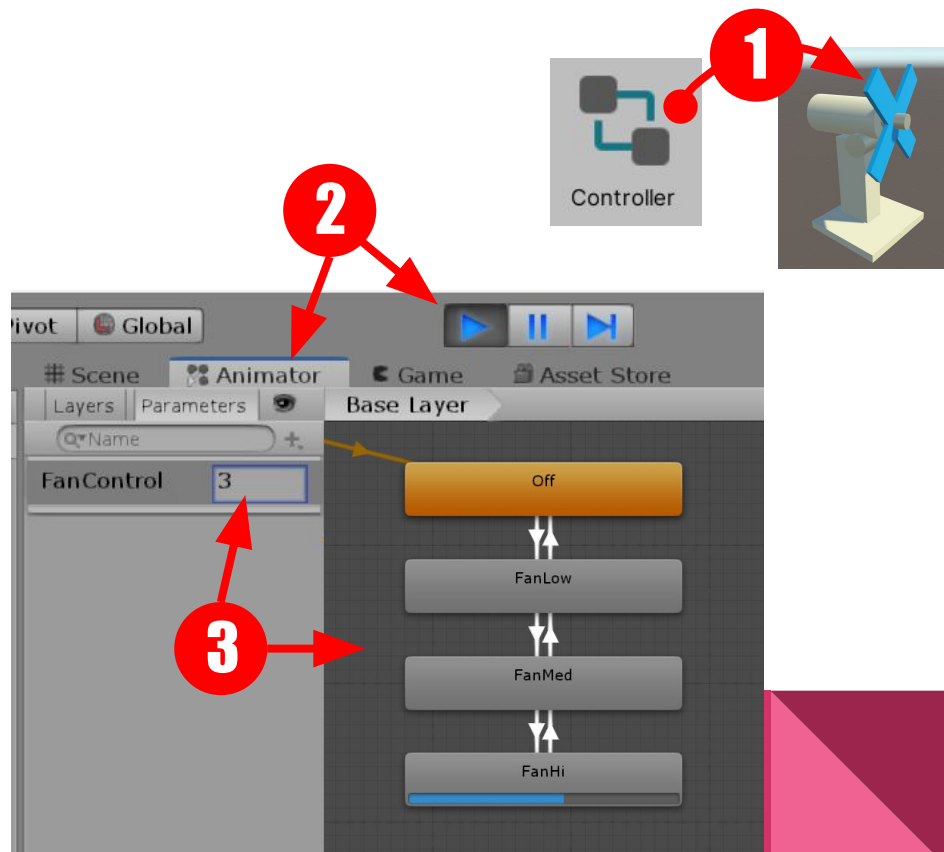 1
Controller
2
ivot Global
Scene Animator Game Asset Store
Layers Parameters Base Layer
Name
FanControl 3
Off
FanLow
3
FanMed
FanHi